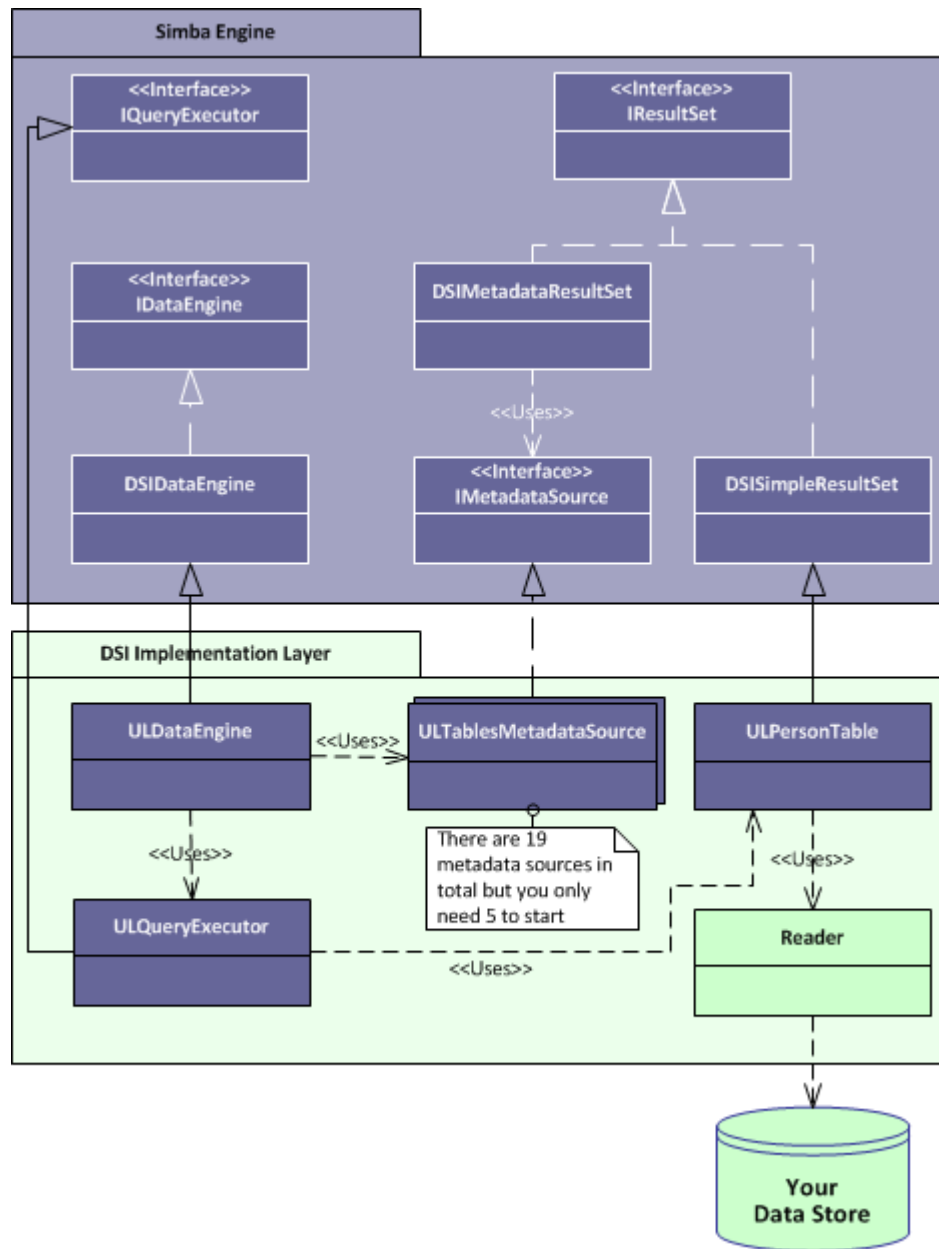 Simba Engine
<<Interface>>
IQueryExecutor
<<Interface>>
IResultSet
<<Interface>>
IDataEngine
DSIMetadataResultSet
<<Uses>>
DSIDataEngine
<<Interface>>
IMetadataSource
DSISimpleResultSet
DSI Implementation Layer
ULDataEngine
<<Uses>>
ULTablesMetadataSource
ULPersonTable
There are 19
metadata sources in
total but you only
need 5 to start
<<Uses>>
<<Uses>>
ULQueryExecutor
<<Uses>>
Reader
Your
Data Store